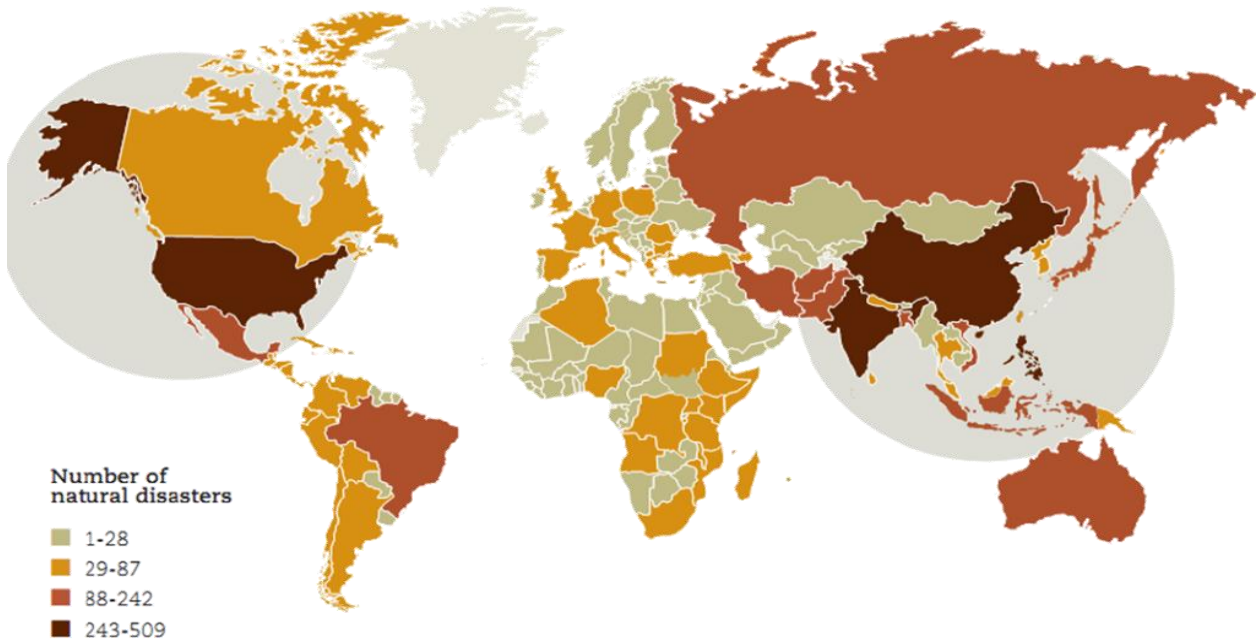 Number of
natural disasters
1-28
29-87
88-242
243-509